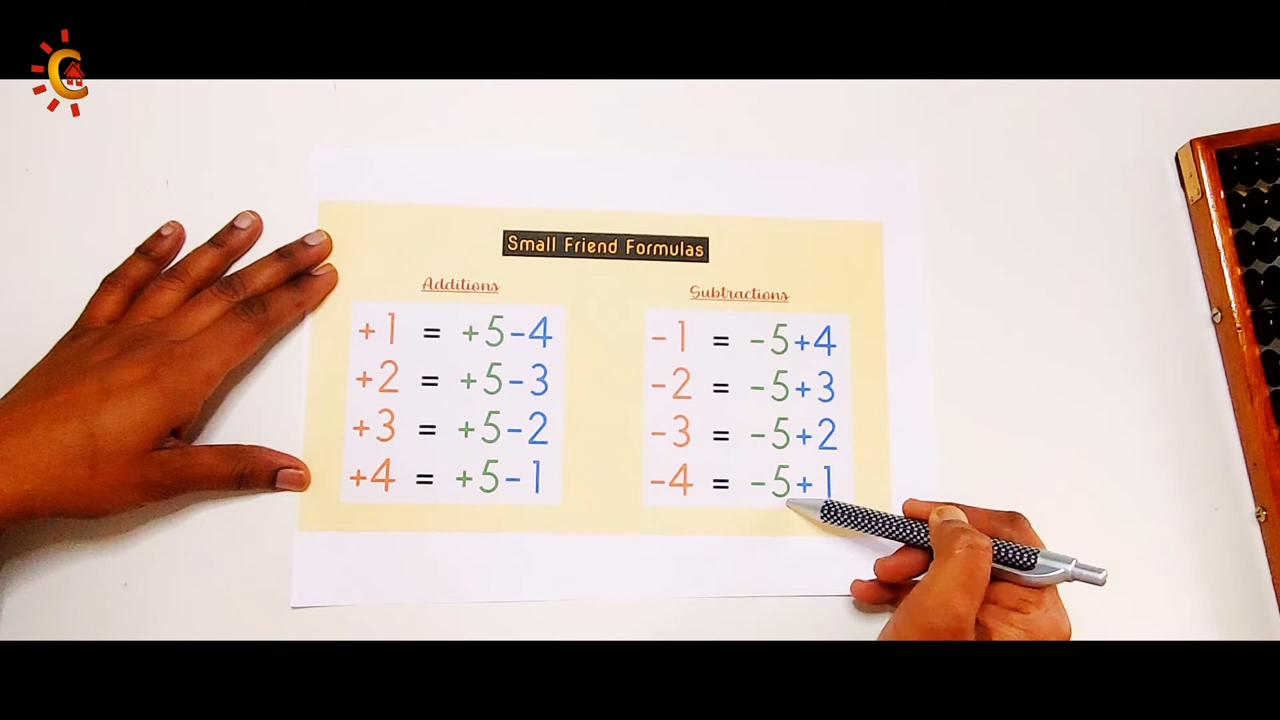 Small Friend Formulas
Additions
+1 = +5-4
+2 = +5-3
+3 = +5-2
+4 = +5-1
Subtractions
-1 = -5+4
-2 = -5+3
-3 = -5+2
-4 = -5+1
C